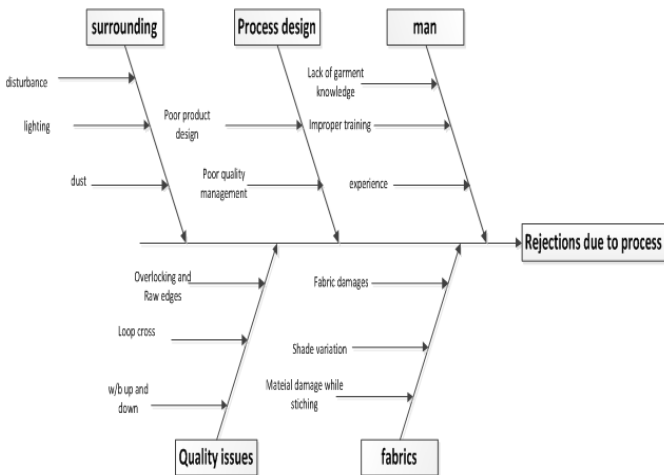 surrounding
Process design
man
disturbance
lighting
dust
Poor product
design
Poor quality
management
Lack of garment
knowledge
Improper training
experience
Rejections due to process
Overlocking and
Raw edges
Loop cross
w/b up and
down
Fabric damages
Shade variation
Mateial damage while
stiching
Quality issues
fabrics